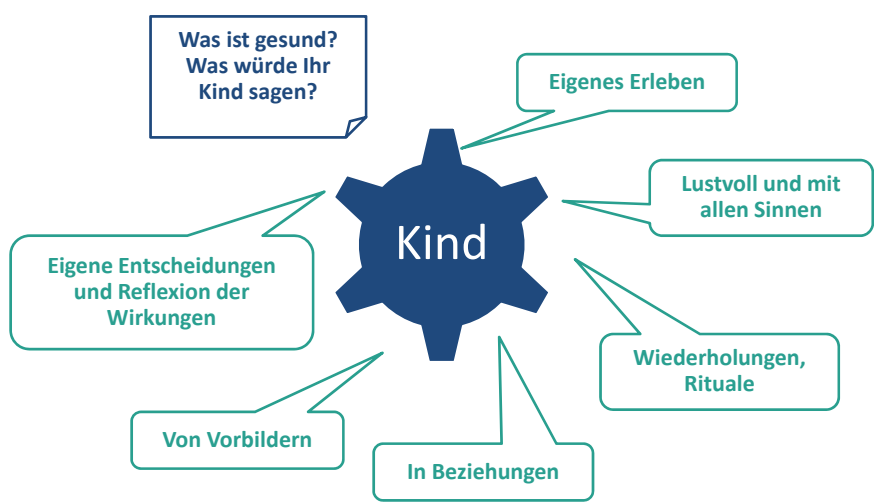 Was ist gesund?
Was würde Ihr
Kind sagen?
Eigenes Erleben
Lustvoll und mit
allen Sinnen
Kind
Eigene Entscheidungen
und Reflexion der
Wirkungen
Wiederholungen,
Rituale
Von Vorbildern
In Beziehungen